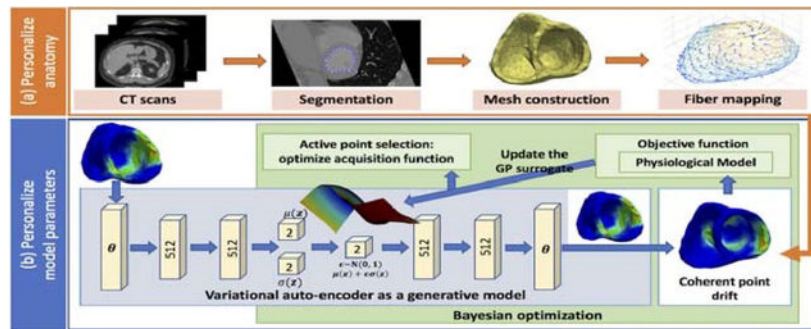 (a) Personalize
anatomy
CT scans
Segmentation
Mesh construction
Fiber mapping
(b) Personalize
model parameters
Active point selection:
optimize acquisition function
Update the
GP surrogate
Objective function
Physiological Model
θ
512
512
μ(x)
2
2
σ(x)
2
ϵ~N(0, 1)
μ(x) + ϵσ(x)
512
512
θ
Variational auto-encoder as a generative model
Coherent point
drift
Bayesian optimization